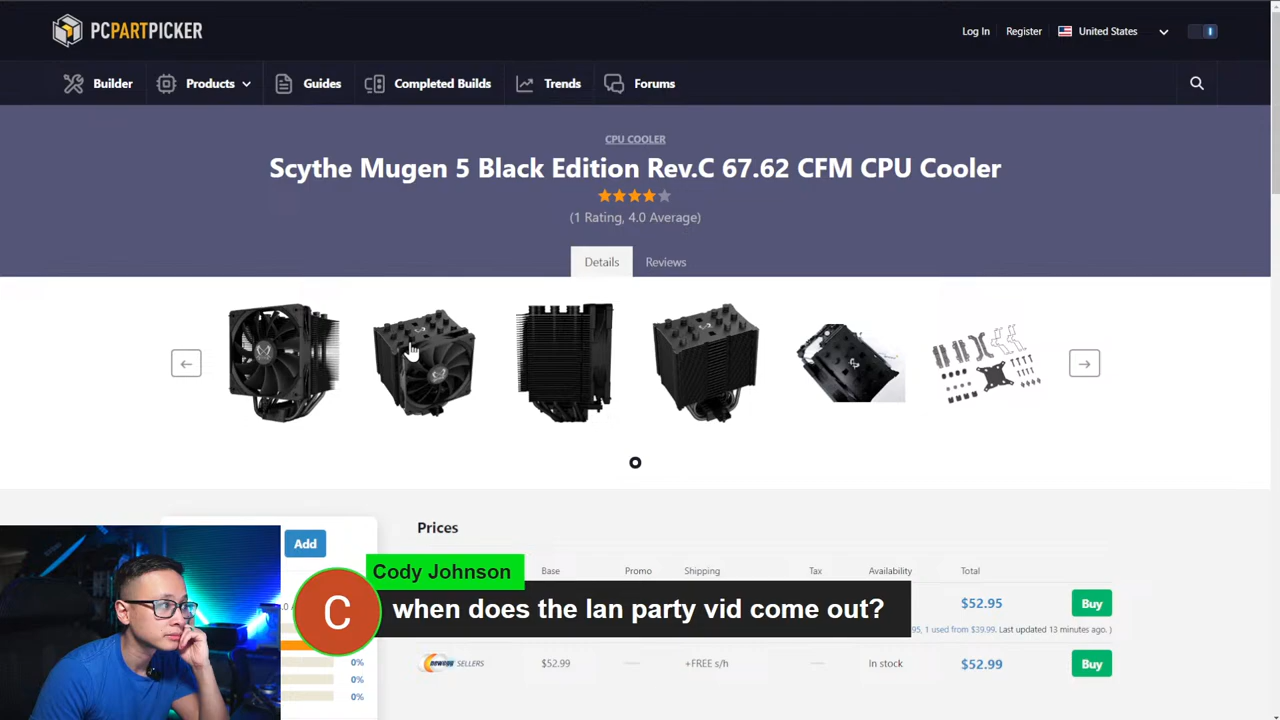 PCPARTPICKER
Log In
Register
United States
Builder
Products
Guides
Completed Builds
Trends
Forums
CPU COOLER
Scythe Mugen 5 Black Edition Rev.C 67.62 CFM CPU Cooler
(1 Rating, 4.0 Average)
Details
Reviews
Prices
Add
Base
Promo
Shipping
Tax
Availability
Total
Cody Johnson
C
when does the lan party vid come out?
$52.95
Buy
1 used from $39.99. Last updated 13 minutes ago. )
0%
newegg SELLERS
$52.99
+FREE s/h
In stock
$52.99
Buy
0%
0%